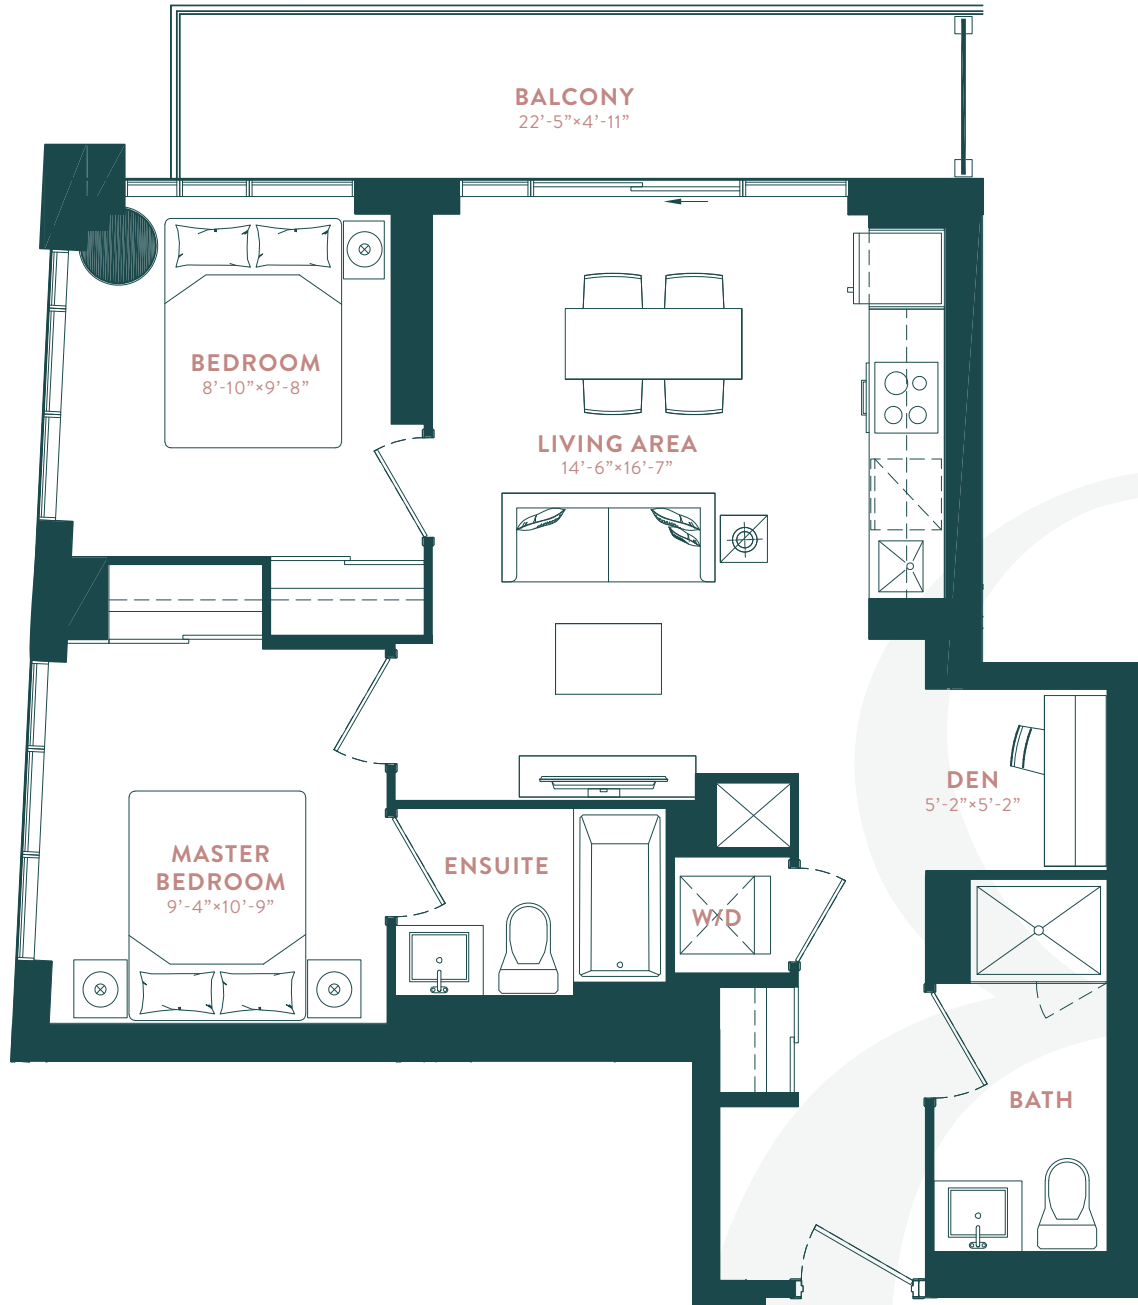 BALCONY
22’-5”×4’-11”
BEDROOM
8’-10”×9’-8”
LIVING AREA
14’-6”×16’-7”
DEN
5’-2”×5’-2”
MASTER
BEDROOM
9’-4”×10’-9”
ENSUITE
W/D
BATH